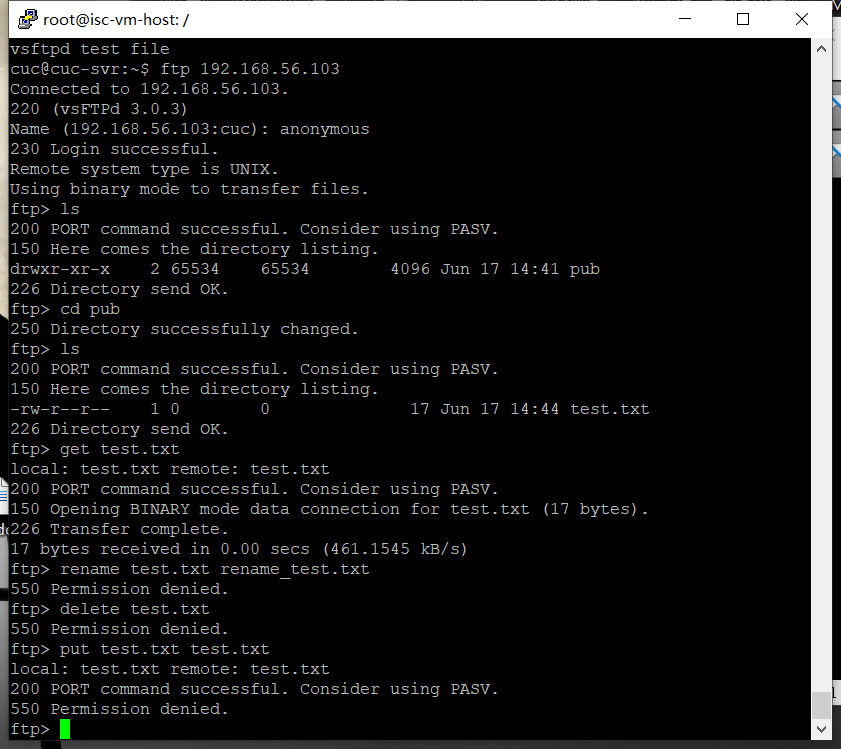 root@isc-vm-host: /
vsftpd test file
cuc@cuc-svr:~$ ftp 192.168.56.103
Connected to 192.168.56.103.
220 (vsFTPd 3.0.3)
Name (192.168.56.103:cuc): anonymous
230 Login successful.
Remote system type is UNIX.
Using binary mode to transfer files.
ftp> ls
200 PORT command successful. Consider using PASV.
150 Here comes the directory listing.
drwxr-xr-x    2 65534    65534        4096 Jun 17 14:41 pub
226 Directory send OK.
ftp> cd pub
250 Directory successfully changed.
ftp> ls
200 PORT command successful. Consider using PASV.
150 Here comes the directory listing.
-rw-r--r--    1 0        0              17 Jun 17 14:44 test.txt
226 Directory send OK.
ftp> get test.txt
local: test.txt remote: test.txt
200 PORT command successful. Consider using PASV.
150 Opening BINARY mode data connection for test.txt (17 bytes).
226 Transfer complete.
17 bytes received in 0.00 secs (461.1545 kB/s)
ftp> rename test.txt rename_test.txt
550 Permission denied.
ftp> delete test.txt
550 Permission denied.
ftp> put test.txt test.txt
local: test.txt remote: test.txt
200 PORT command successful. Consider using PASV.
550 Permission denied.
ftp>